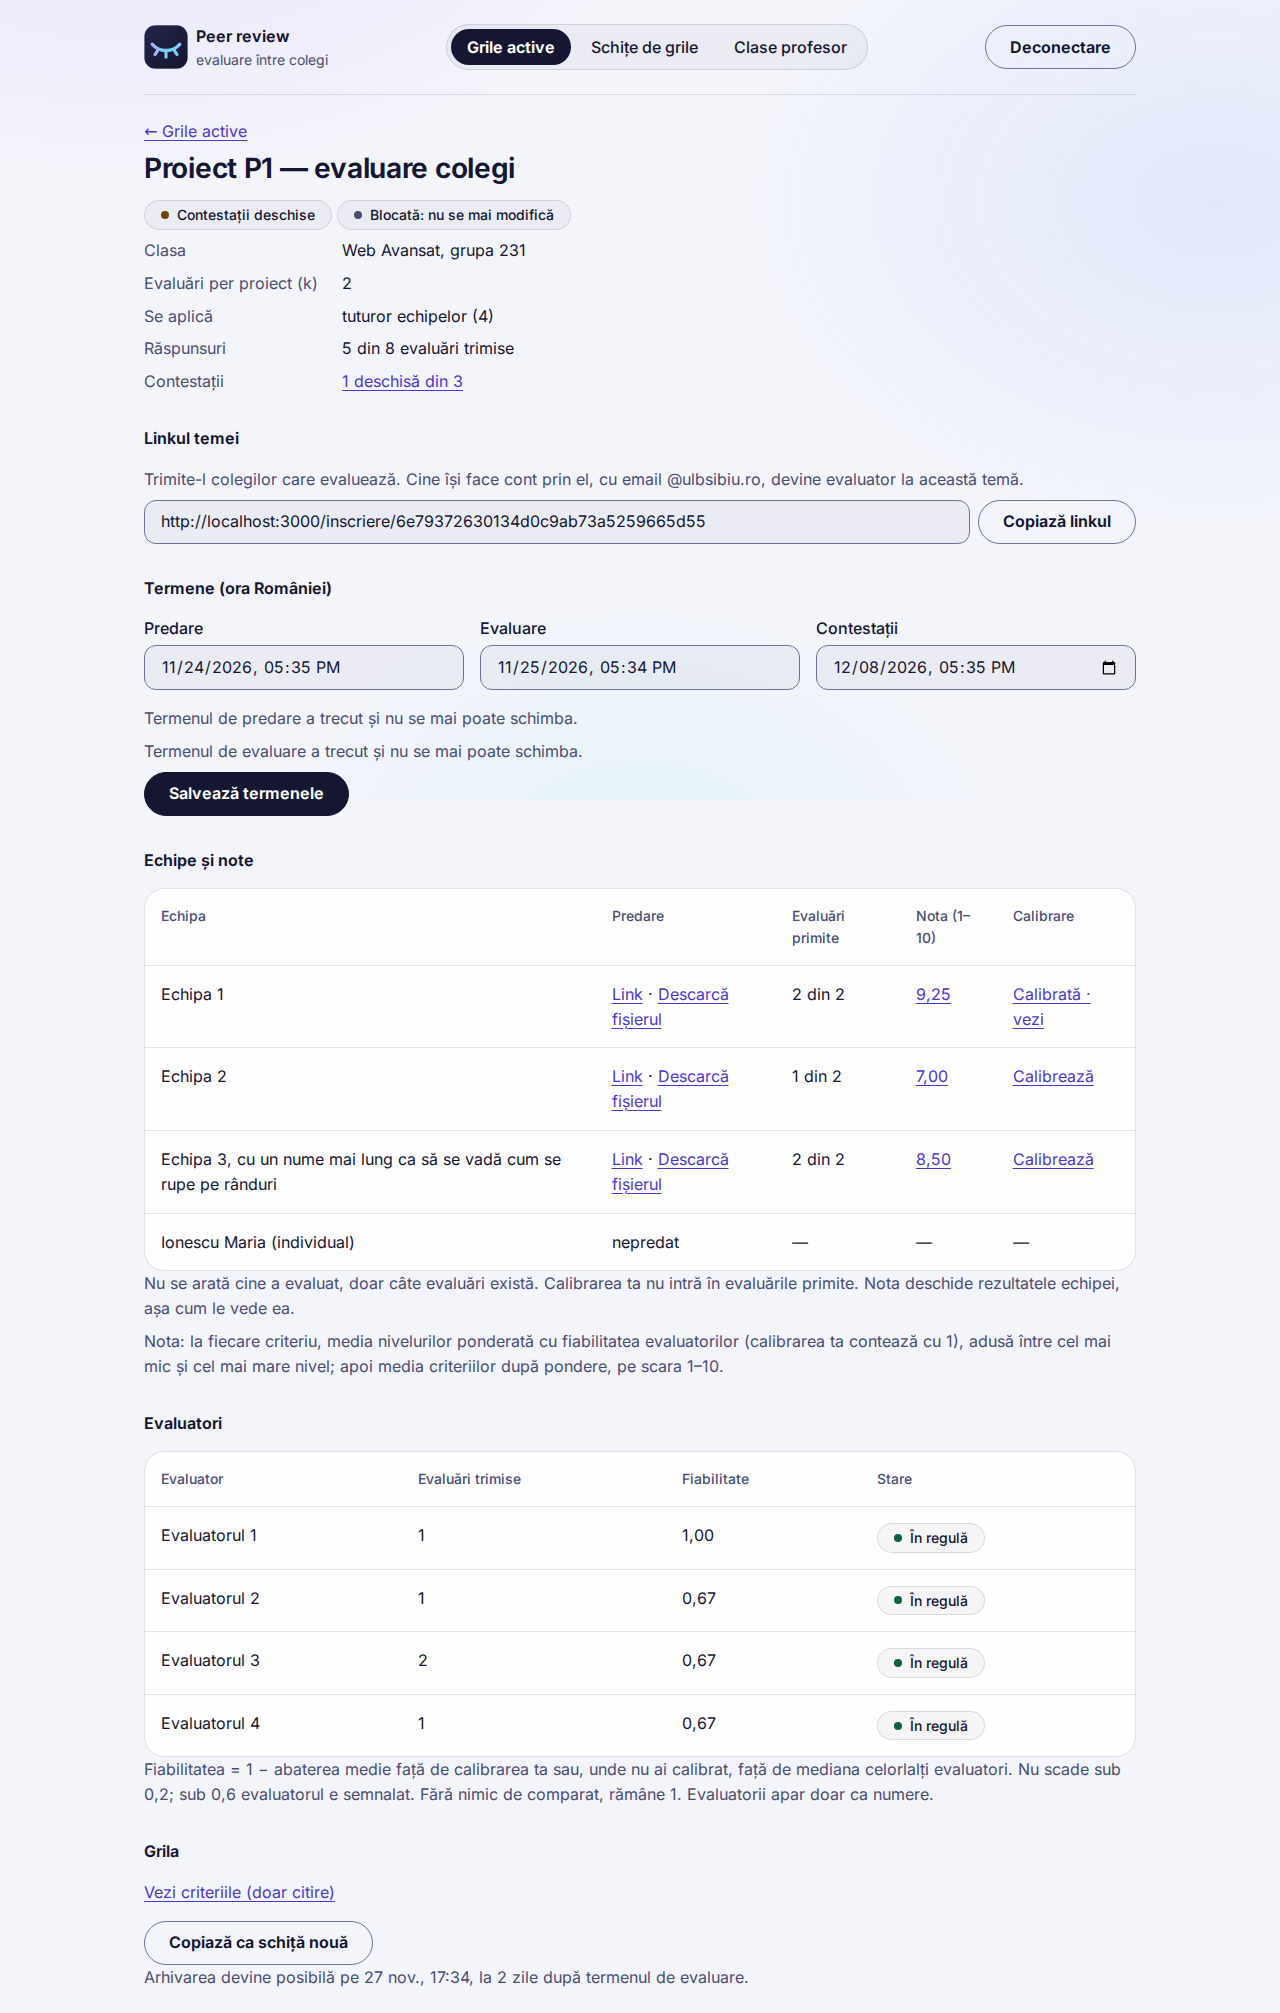 Peer review
evaluare între colegi
Grile active
Schițe de grile
Clase profesor
Deconectare
← Grile active
Proiect P1 — evaluare colegi
Contestații deschise
Blocată: nu se mai modifică
Clasa Web Avansat, grupa 231
Evaluări per proiect (k) 2
Se aplică tuturor echipelor (4)
Răspunsuri 5 din 8 evaluări trimise
Contestații 1 deschisă din 3
Linkul temei
Trimite-l colegilor care evaluează. Cine își face cont prin el, cu email @ulbsibiu.ro, devine evaluator la această temă.
http://localhost:3000/inscriere/6e79372630134d0c9ab73a5259665d55
Copiază linkul
Termene (ora României)
Predare Evaluare Contestații
11/24/2026, 05:35 PM 11/25/2026, 05:34 PM 12/08/2026, 05:35 PM
Termenul de predare a trecut și nu se mai poate schimba.
Termenul de evaluare a trecut și nu se mai poate schimba.
Salvează termenele
Echipe și note
Echipa Predare Evaluări primite Nota (1–10) Calibrare
Echipa 1 Link · Descarcă fișierul 2 din 2 9,25 Calibrată · vezi
Echipa 2 Link · Descarcă fișierul 1 din 2 7,00 Calibrează
Echipa 3, cu un nume mai lung ca să se vadă cum se rupe pe rânduri Link · Descarcă fișierul 2 din 2 8,50 Calibrează
Ionescu Maria (individual) nepredat — — —
Nu se arată cine a evaluat, doar câte evaluări există. Calibrarea ta nu intră în evaluările primite. Nota deschide rezultatele echipei,
așa cum le vede ea.
Nota: la fiecare criteriu, media nivelurilor ponderată cu fiabilitatea evaluatorilor (calibrarea ta contează cu 1), adusă între cel mai
mic și cel mai mare nivel; apoi media criteriilor după pondere, pe scara 1–10.
Evaluatori
Evaluator Evaluări trimise Fiabilitate Stare
Evaluatorul 1 1 1,00 În regulă
Evaluatorul 2 1 0,67 În regulă
Evaluatorul 3 2 0,67 În regulă
Evaluatorul 4 1 0,67 În regulă
Fiabilitatea = 1 − abaterea medie față de calibrarea ta sau, unde nu ai calibrat, față de mediana celorlalți evaluatori. Nu scade sub
0,2; sub 0,6 evaluatorul e semnalat. Fără nimic de comparat, rămâne 1. Evaluatorii apar doar ca numere.
Grila
Vezi criteriile (doar citire)
Copiază ca schiță nouă
Arhivarea devine posibilă pe 27 nov., 17:34, la 2 zile după termenul de evaluare.